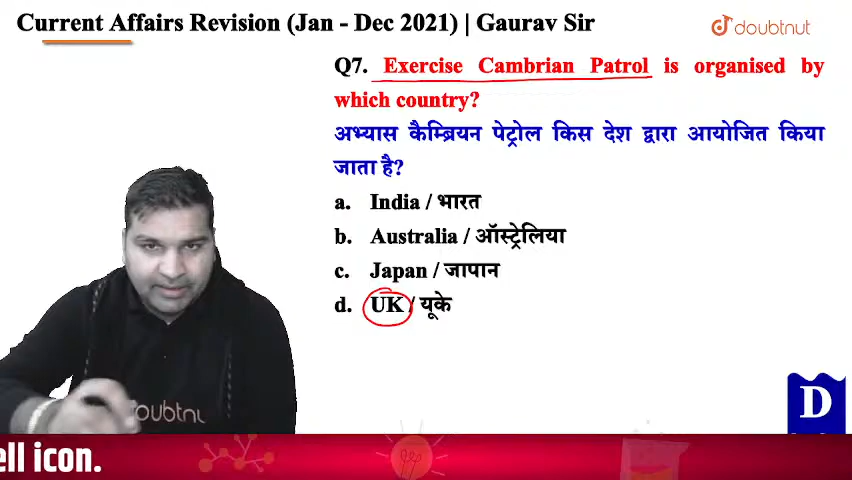 Current Affairs Revision (Jan - Dec 2021) | Gaurav Sir
doubtnut
Q7. Exercise Cambrian Patrol is organised by
which country?
अभ्यास कैम्ब्रियन पेट्रोल किस देश द्वारा आयोजित किया
जाता है?
a. India / भारत
b. Australia / ऑस्ट्रेलिया
c. Japan / जापान
d. UK / यूके
doubtnut
D
ell icon.